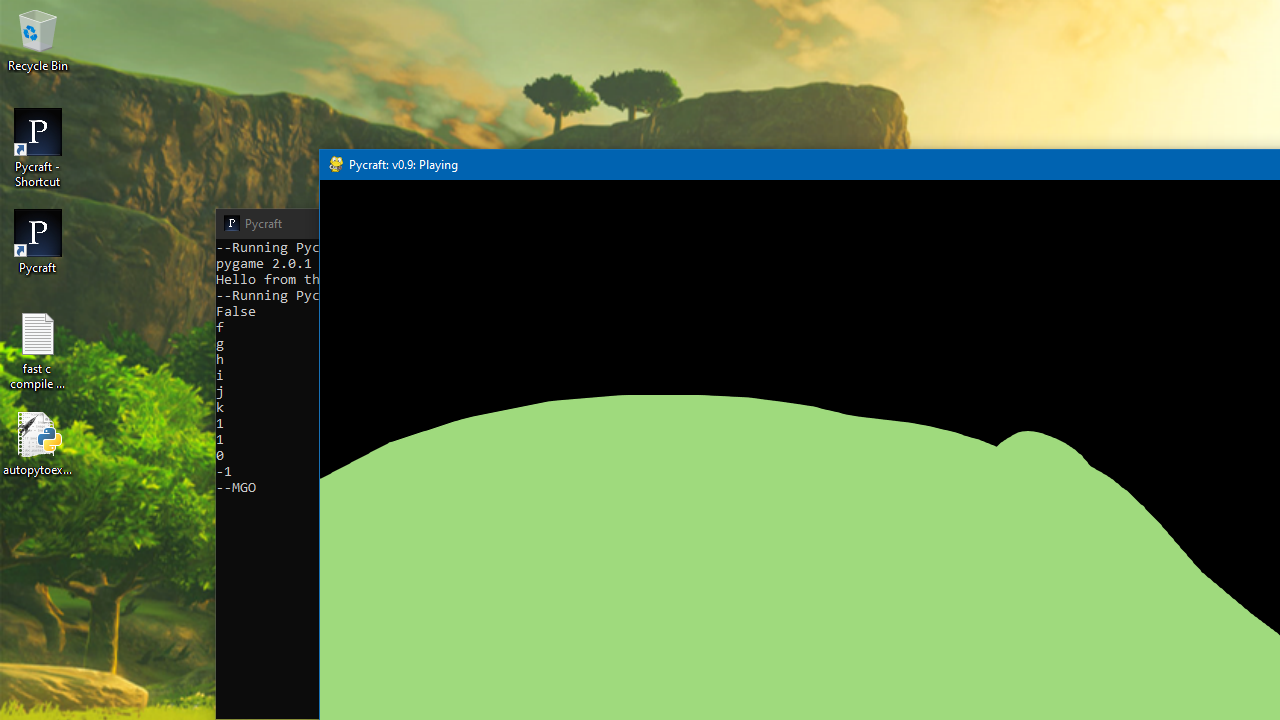 Recycle Bin
P
Pycraft -
Shortcut
P
Pycraft
fast c
compile ...
autopytoex...
Pycraft: v0.9: Playing
P Pycraft
--Running Pyc
pygame 2.0.1
Hello from th
--Running Pyc
False
f
g
h
i
j
k
1
1
0
-1
--MGO